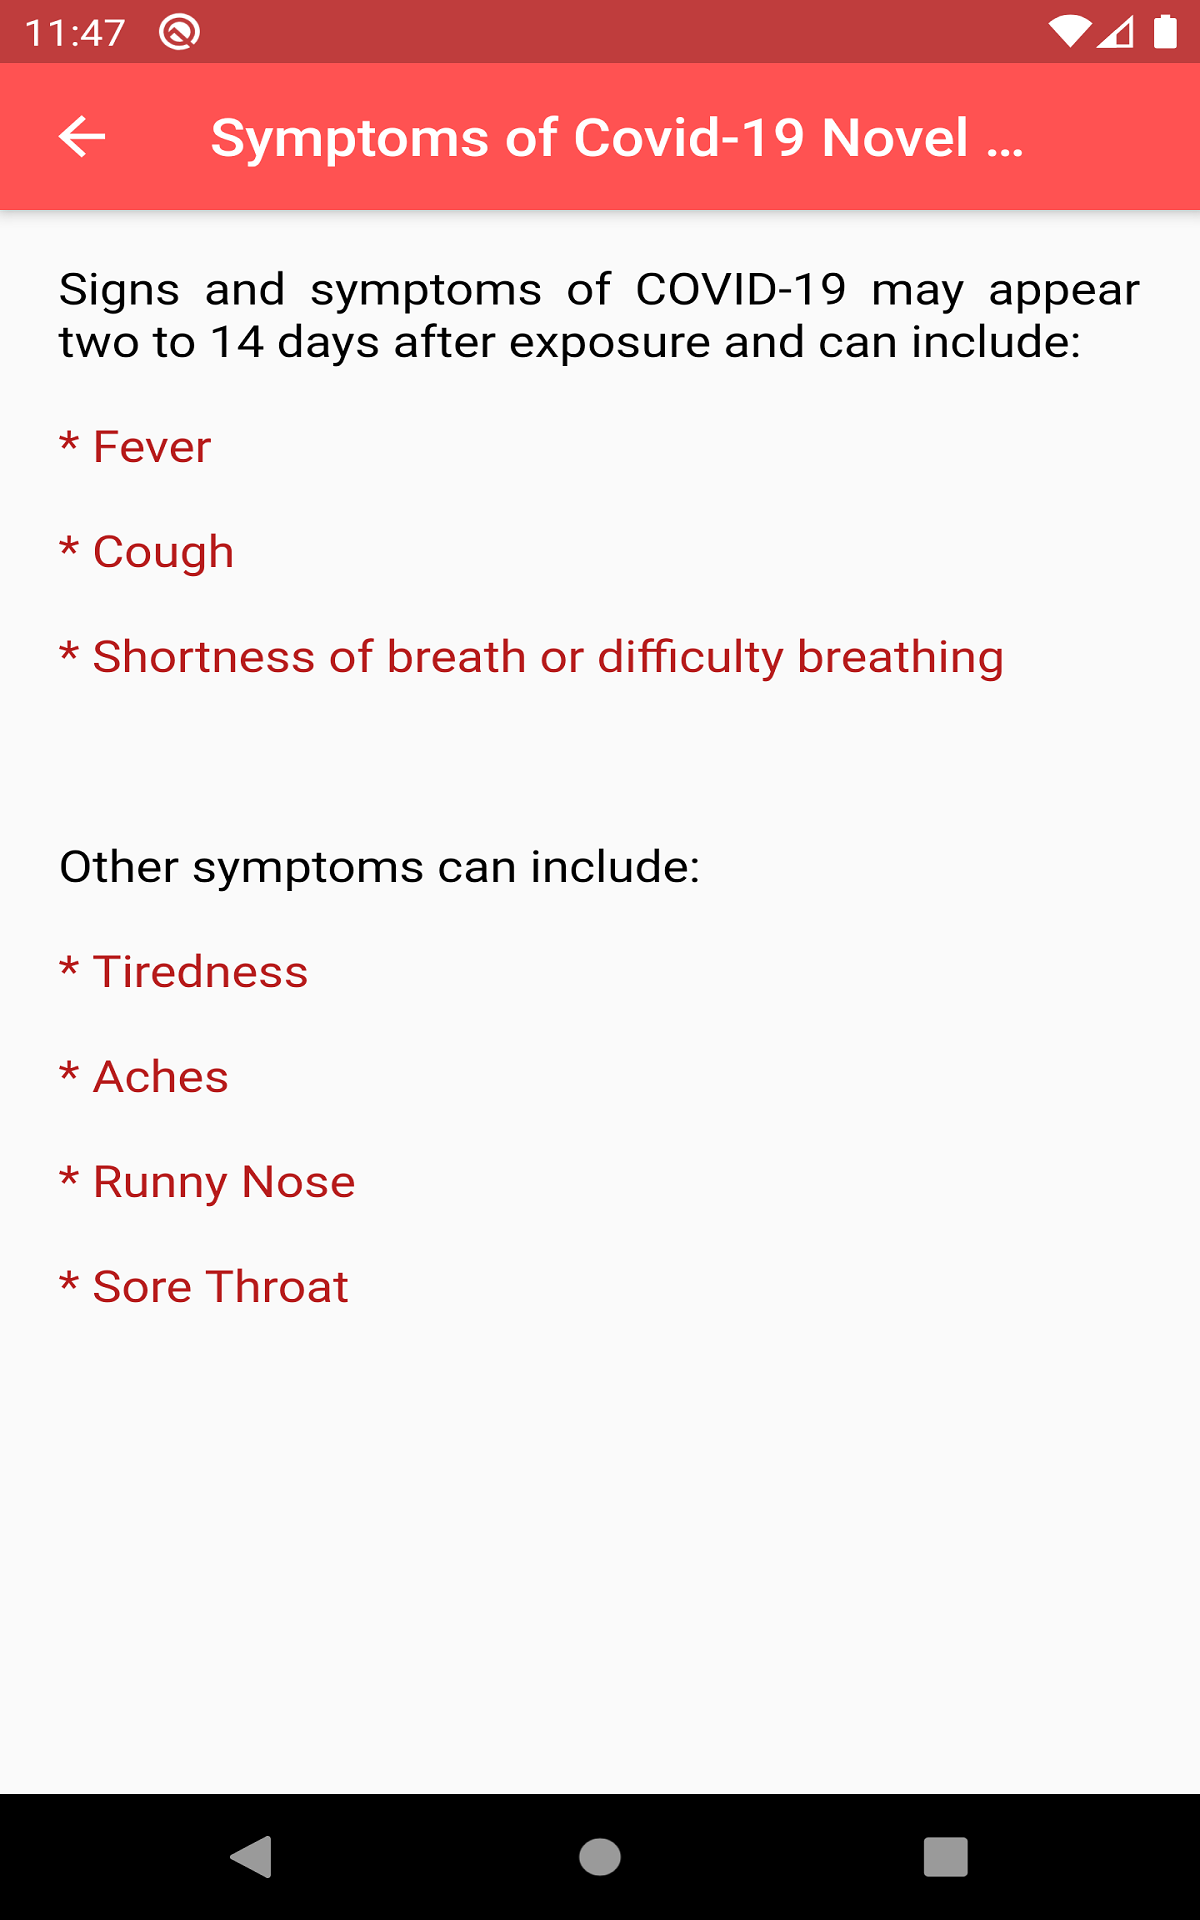 11:47
Symptoms of Covid-19 Novel ...
Signs and symptoms of COVID-19 may appear
two to 14 days after exposure and can include:
* Fever
* Cough
* Shortness of breath or difficulty breathing
Other symptoms can include:
* Tiredness
* Aches
* Runny Nose
* Sore Throat